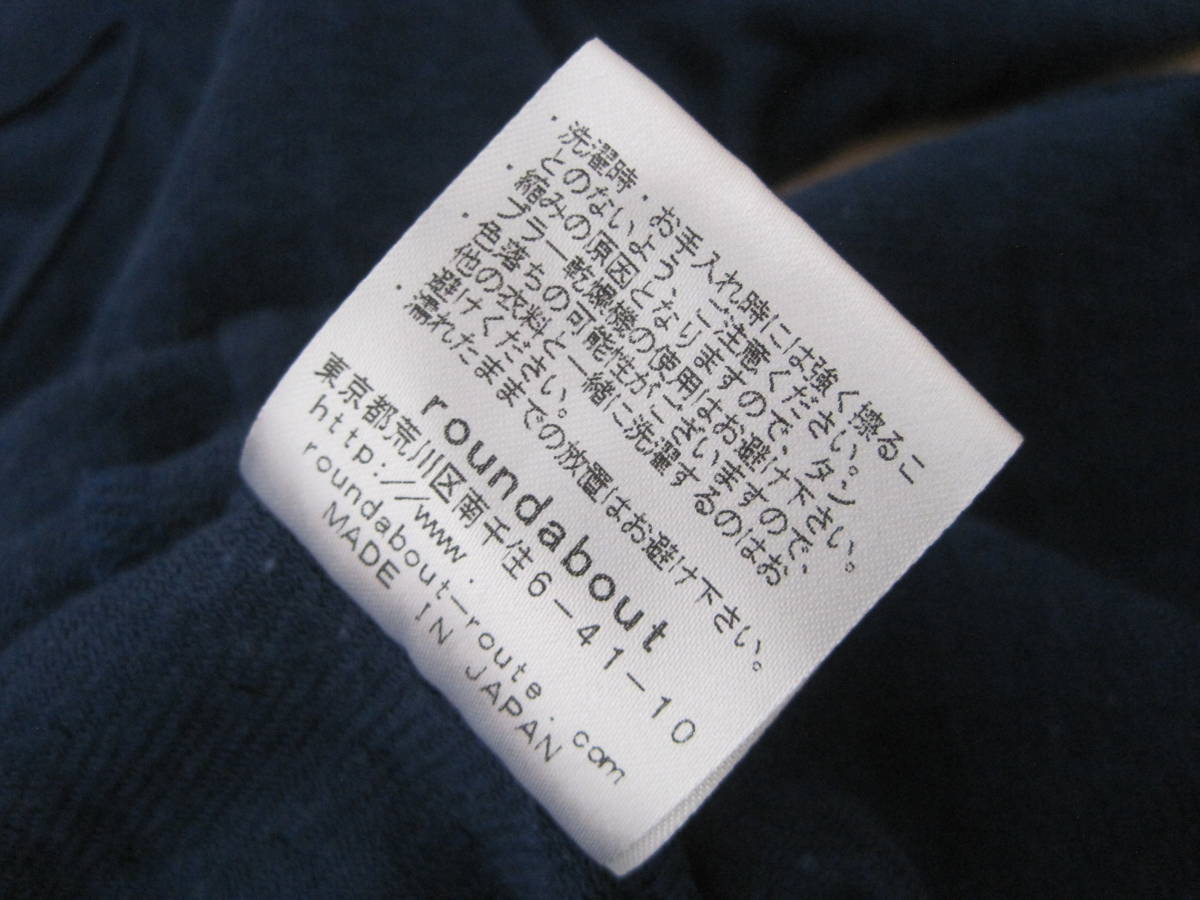 ・洗濯時・お手入れ時には強く擦るこ
とのないようご注意ください。タン
・縮みの原因となりますので、タン
ブラー乾燥機の使用はお避け下さい。
・色落ちの可能性がございますので、
他の衣料と一緒に洗濯するのはお
避けください。
・濡れたままでの放置はお避け下さい。
roundabout
東京都荒川区南千住6-41-10
http://www.
roundabout-route.com
MADE IN JAPAN